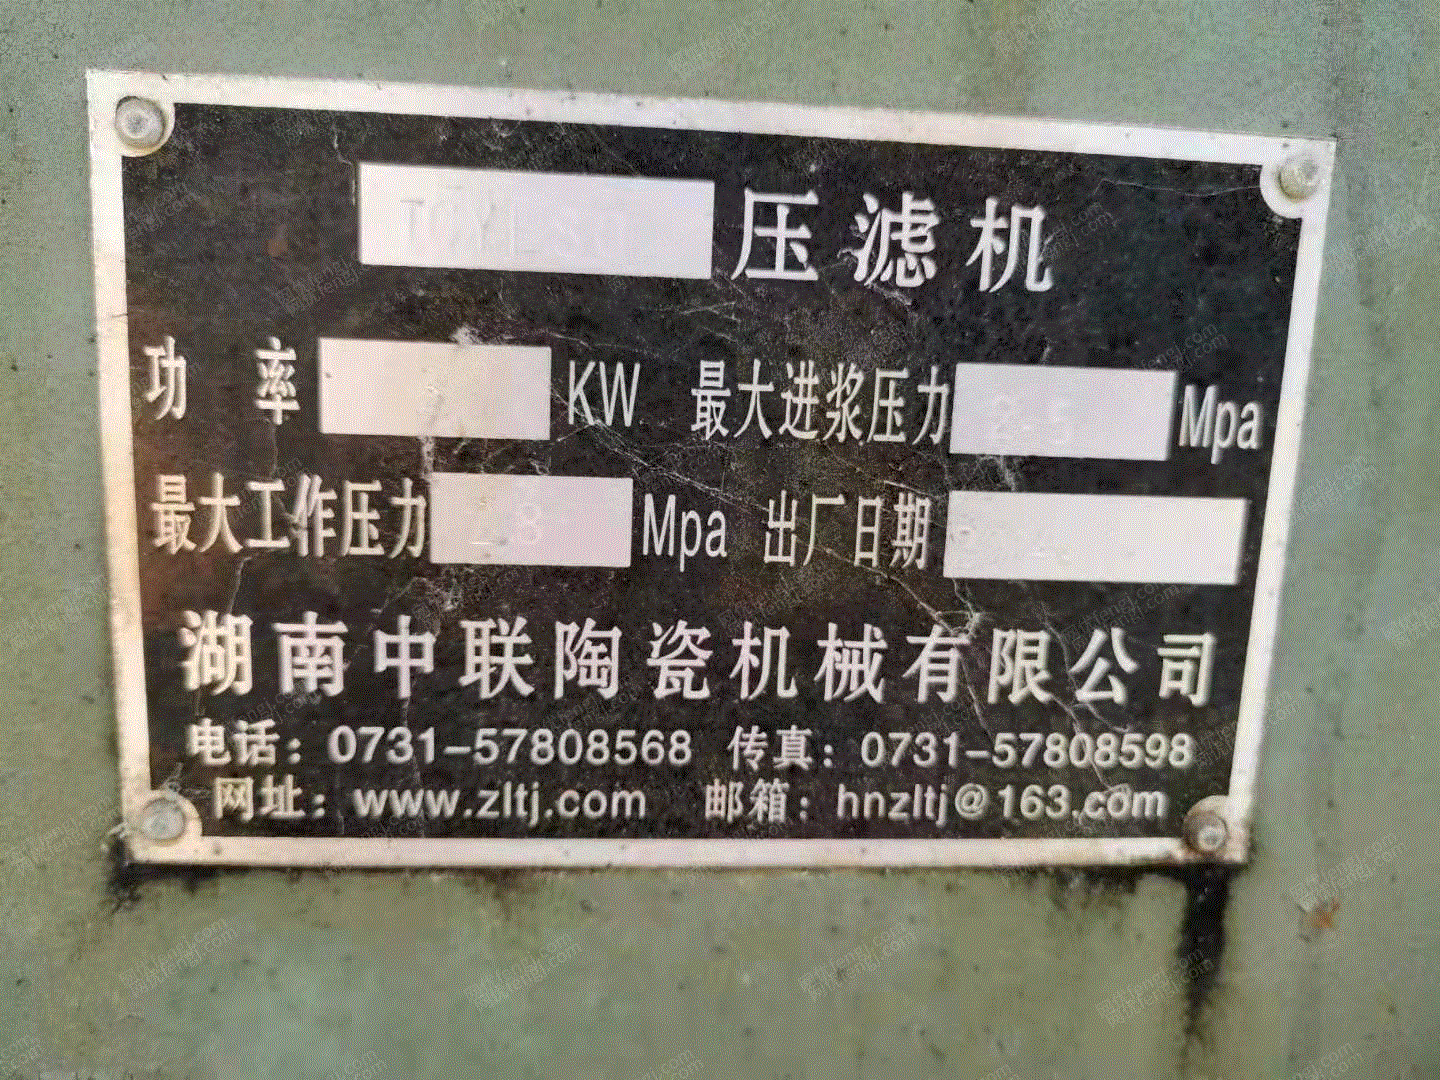 压滤机
功率 KW 最大进浆压力 Mpa
最大工作压力 Mpa 出厂日期
湖南中联陶瓷机械有限公司
电话：0731-57808568 传真：0731-57808598
网址：www.zltj.com 邮箱：hnzltj@163.com